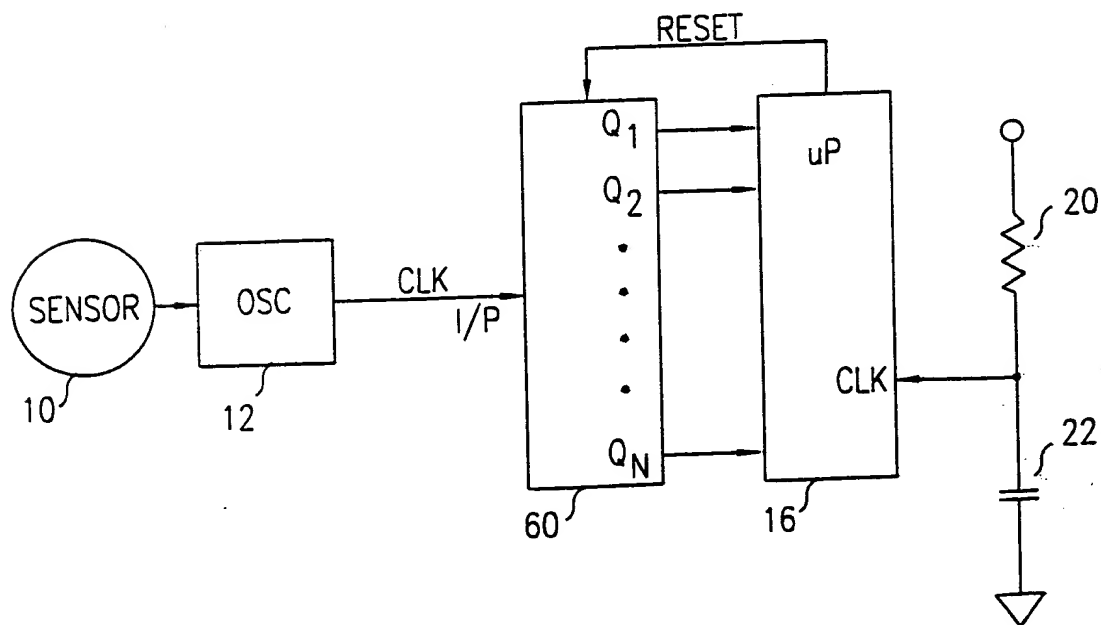 RESET
Q1
uP
Q2
20
CLK
SENSOR
OSC
I/P
CLK
10
12
QN
22
60
16